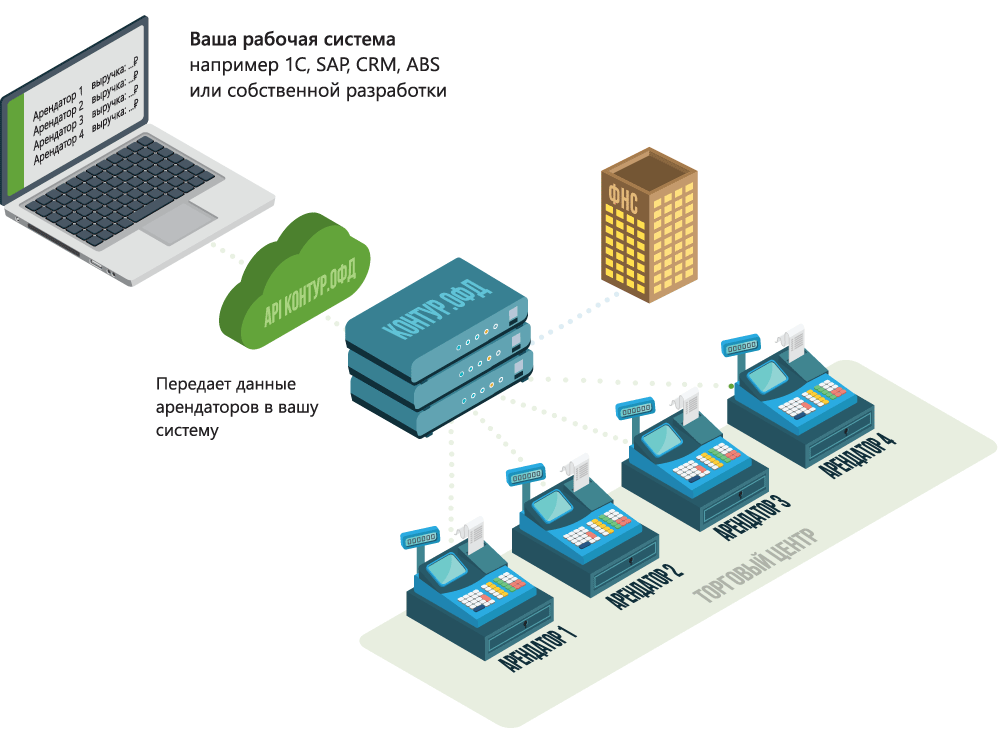 Ваша рабочая система
например 1С, SAP, CRM, ABS
или собственной разработки
Арендатор 1 выручка: ...₽
Арендатор 2 выручка: ...₽
Арендатор 3 выручка: ...₽
Арендатор 4 выручка: ...₽
ФНС
API КОНТУР.ОФД
КОНТУР.ОФД
Передает данные
арендаторов в вашу
систему
АРЕНДАТОР 4
АРЕНДАТОР 3
АРЕНДАТОР 2
АРЕНДАТОР 1
ТОРГОВЫЙ ЦЕНТР